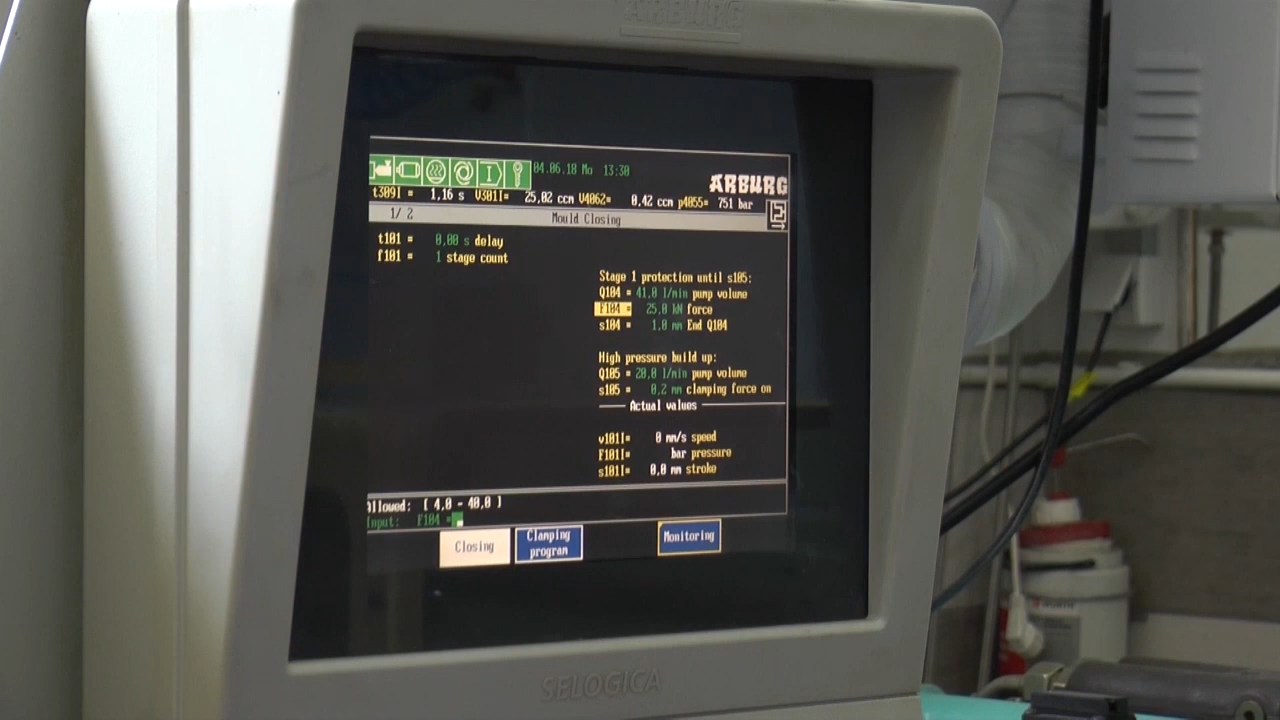 ARBURG
04.06.18 Mo 13:30
ARBURG
t309I = 1,16 s V301I= 25,02 ccm V4062= 0,42 ccm p4055= 751 bar
1/ 2 Mould Closing
t101 = 0,00 s delay
f101 = 1 stage count
Stage 1 protection until s105:
Q104 = 41,0 l/min pump volume
F104 = 25,0 kN force
s104 = 1,0 mm End Q104
High pressure build up:
Q105 = 20,0 l/min pump volume
s105 = 0,2 mm clamping force on
Actual values
v101I= 0 mm/s speed
F101I= bar pressure
s101I= 0,0 mm stroke
Allowed: [ 4,0 - 40,0 ]
Input: F104 =
Closing
Clamping program
Monitoring
SELOGICA